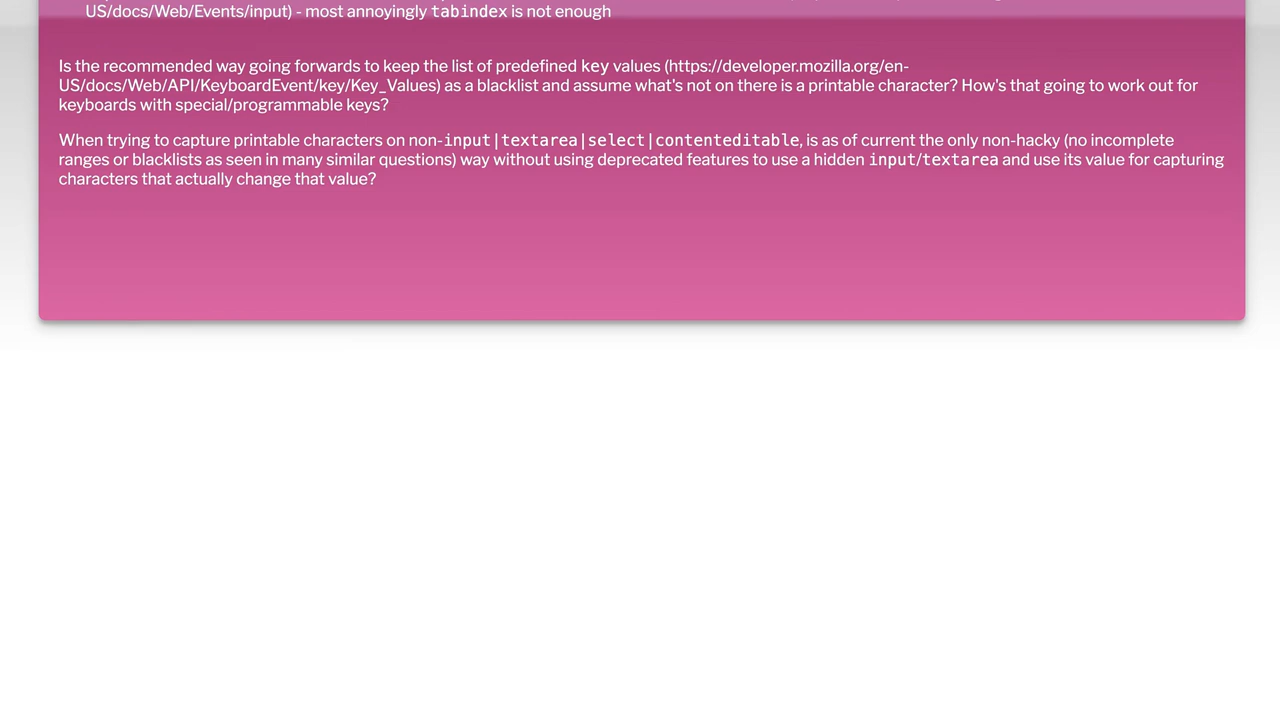 US/docs/Web/Events/input) - most annoyingly tabindex is not enough
Is the recommended way going forwards to keep the list of predefined key values (https://developer.mozilla.org/en-
US/docs/Web/API/KeyboardEvent/key/Key_Values) as a blacklist and assume what's not on there is a printable character? How's that going to work out for
keyboards with special/programmable keys?
When trying to capture printable characters on non-input|textarea|select|contenteditable, is as of current the only non-hacky (no incomplete
ranges or blacklists as seen in many similar questions) way without using deprecated features to use a hidden input/textarea and use its value for capturing
characters that actually change that value?